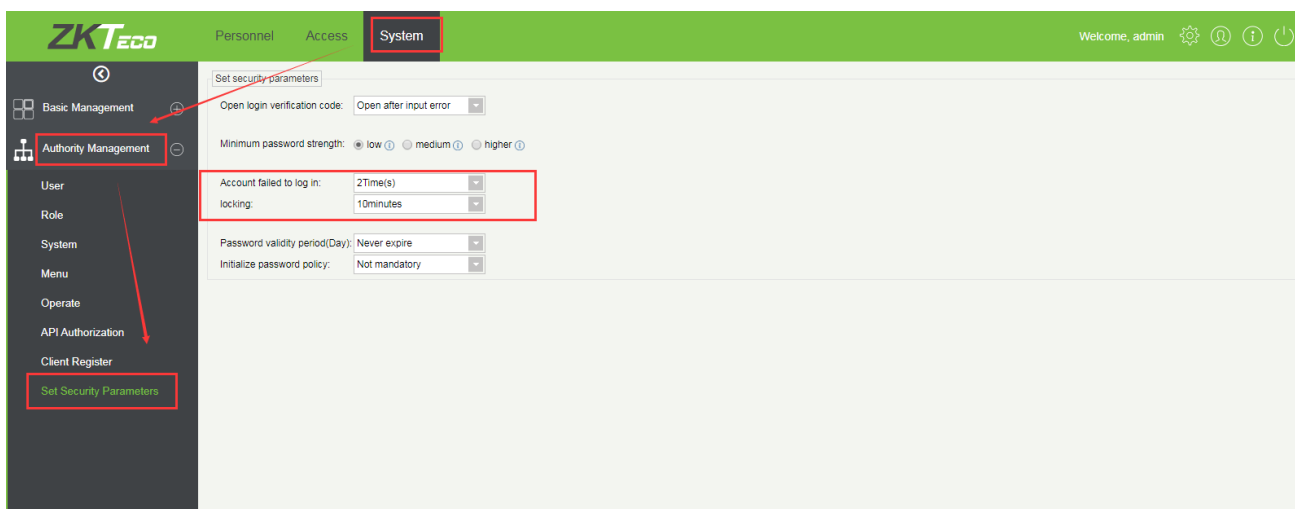 ZKTeco Personnel Access System Welcome, admin
Basic Management
Authority Management
User
Role
System
Menu
Operate
API Authorization
Client Register
Set Security Parameters
Set security parameters
Open login verification code: Open after input error
Minimum password strength: low medium higher
Account failed to log in: 2Time(s)
locking: 10minutes
Password validity period(Day): Never expire
Initialize password policy: Not mandatory